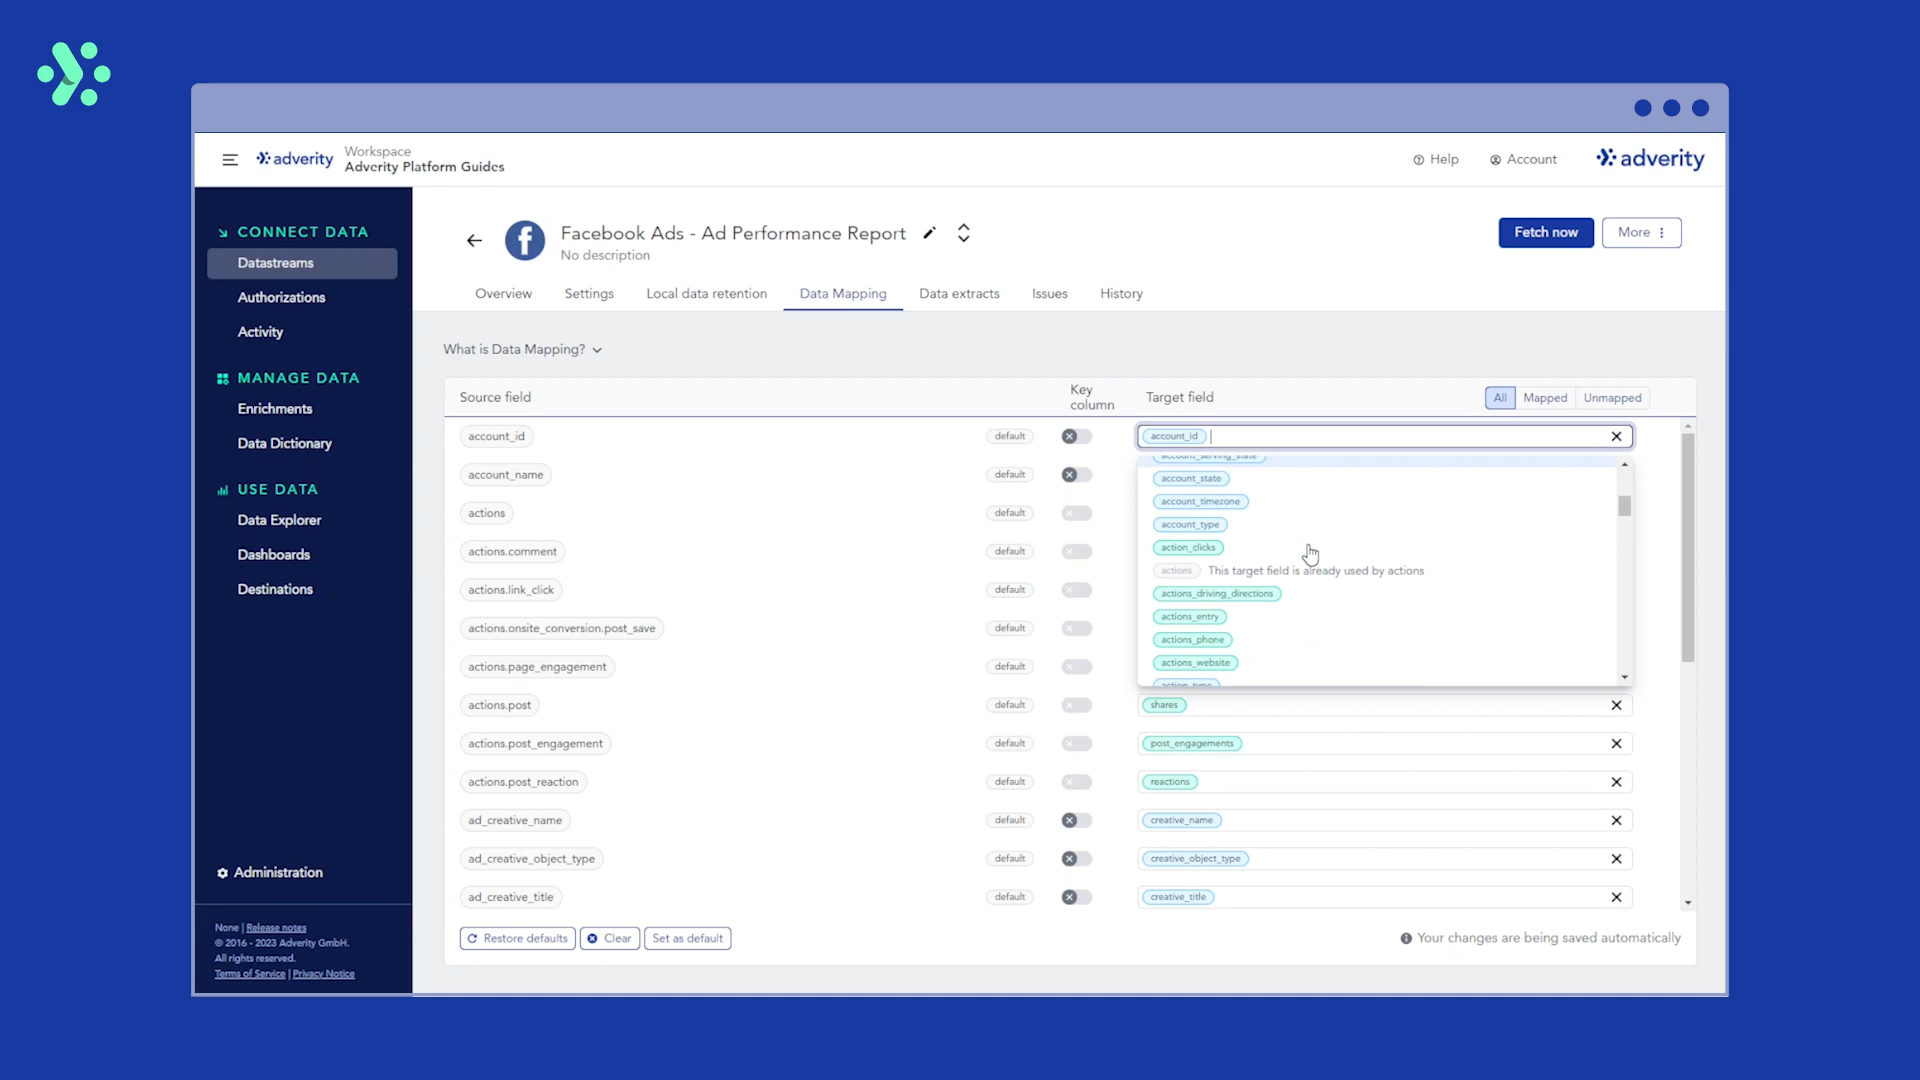 adverity
Workspace
Adverity Platform Guides
Help
Account
adverity
CONNECT DATA
Datastreams
Authorizations
Activity
MANAGE DATA
Enrichments
Data Dictionary
USE DATA
Data Explorer
Dashboards
Destinations
Administration
None | Release notes
© 2016 - 2023 Adverity GmbH.
All rights reserved.
Terms of Service | Privacy Notice
Facebook Ads - Ad Performance Report
No description
Fetch now
More
Overview
Settings
Local data retention
Data Mapping
Data extracts
Issues
History
What is Data Mapping?
Source field
Key
column
Target field
All
Mapped
Unmapped
account_id default account_id
account_name default
account_serving_state
account_state
account_timezone
actions default
account_type
action_clicks
actions.comment default
actions This target field is already used by actions
actions.link_click default
actions_driving_directions
actions_entry
actions.onsite_conversion.post_save default
actions_phone
actions_website
actions.page_engagement default
action_type
actions.post default shares
actions.post_engagement default post_engagements
actions.post_reaction default reactions
ad_creative_name default creative_name
ad_creative_object_type default creative_object_type
ad_creative_title default creative_title
Restore defaults
Clear
Set as default
Your changes are being saved automatically